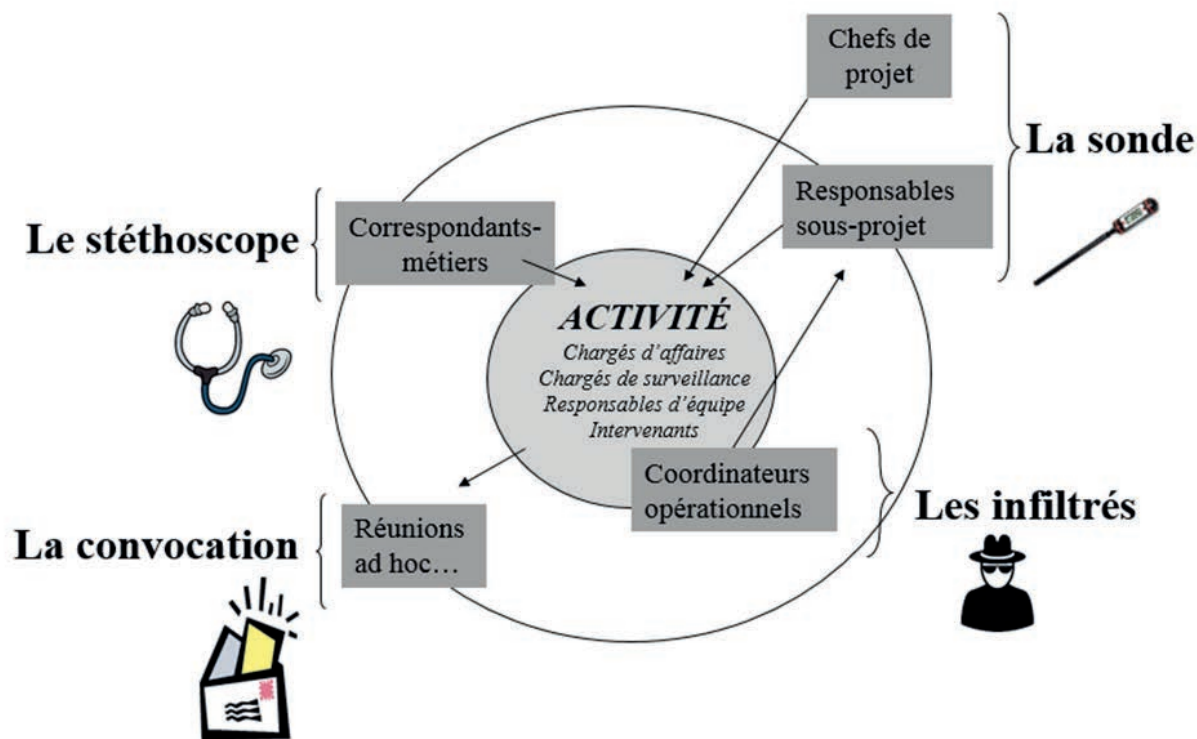 Chefs de
projet
La sonde
Responsables
sous-projet
Le stéthoscope
Correspondants-
métiers
ACTIVITÉ
Chargés d'affaires
Chargés de surveillance
Responsables d'équipe
Intervenants
Coordinateurs
opérationnels
Les infiltrés
La convocation
Réunions
ad hoc…